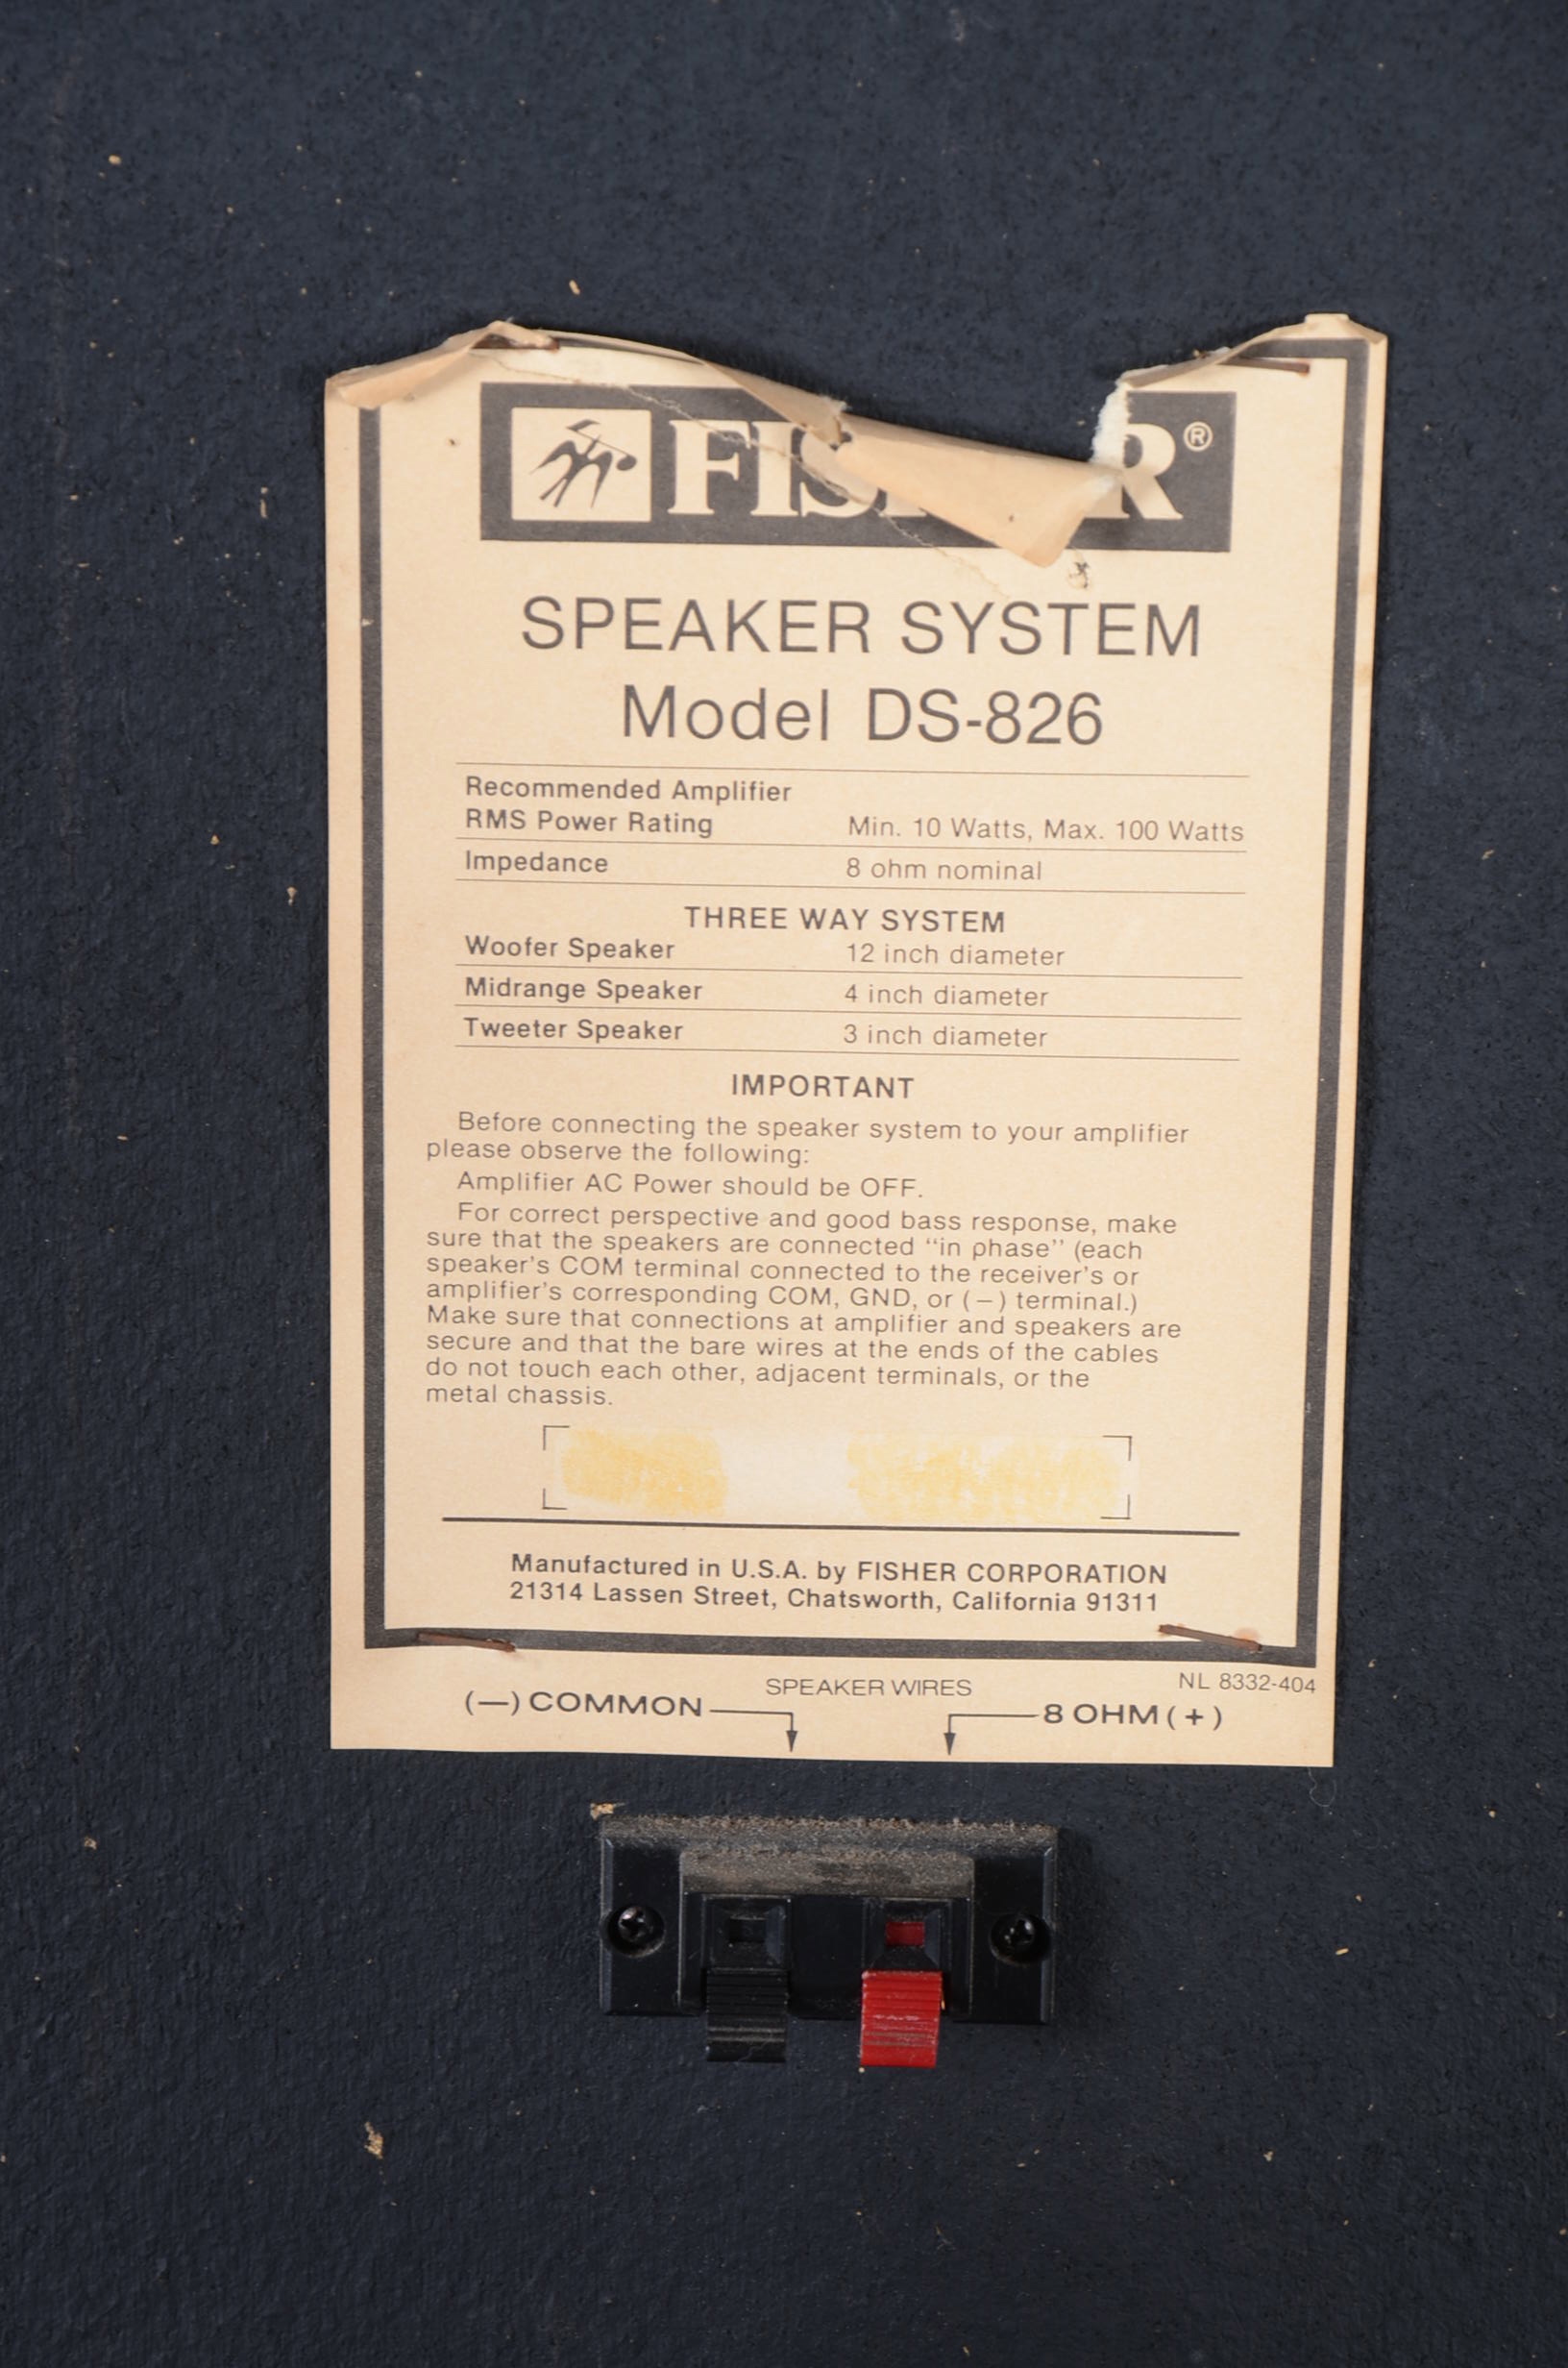 FISHER®
SPEAKER SYSTEM
Model DS-826
Recommended Amplifier
RMS Power Rating Min. 10 Watts, Max. 100 Watts
Impedance 8 ohm nominal
THREE WAY SYSTEM
Woofer Speaker 12 inch diameter
Midrange Speaker 4 inch diameter
Tweeter Speaker 3 inch diameter
IMPORTANT
Before connecting the speaker system to your amplifier
please observe the following:
Amplifier AC Power should be OFF.
For correct perspective and good bass response, make
sure that the speakers are connected “in phase” (each
speaker's COM terminal connected to the receiver's or
amplifier's corresponding COM, GND, or (−) terminal.)
Make sure that connections at amplifier and speakers are
secure and that the bare wires at the ends of the cables
do not touch each other, adjacent terminals, or the
metal chassis.
Manufactured in U.S.A. by FISHER CORPORATION
21314 Lassen Street, Chatsworth, California 91311
NL 8332-404
SPEAKER WIRES
(—) COMMON 8 OHM (+)